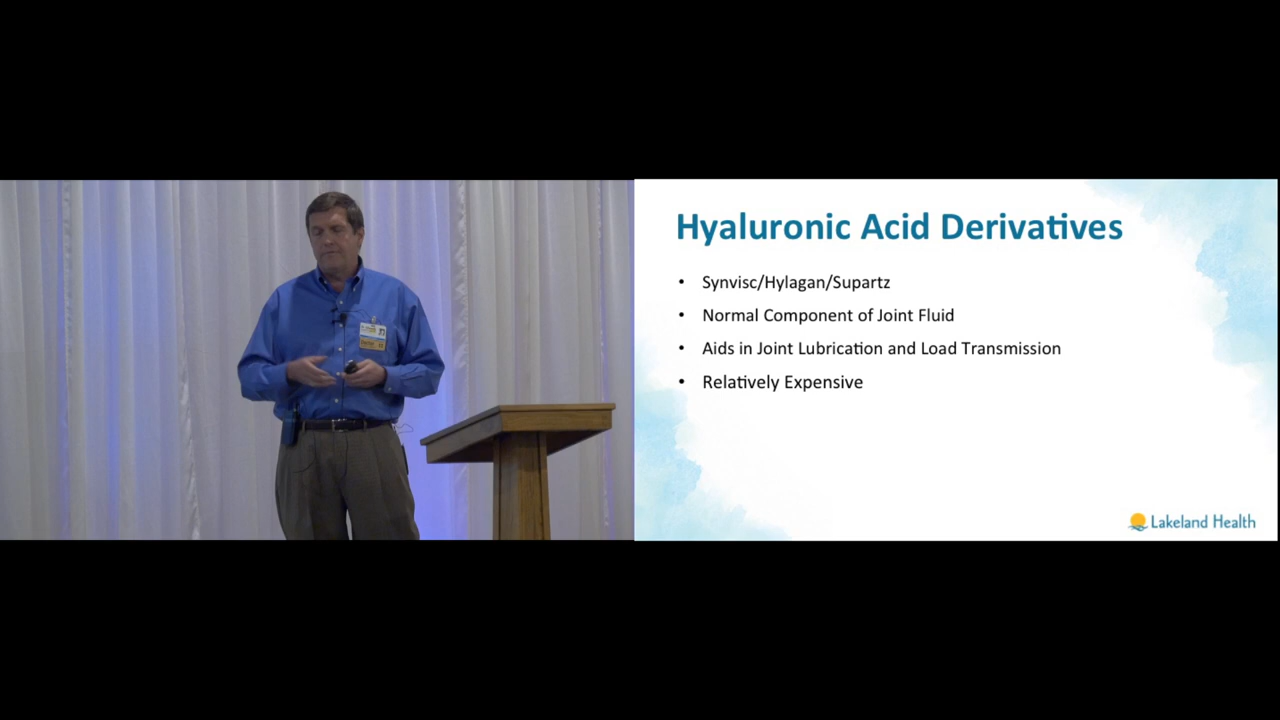 Hyaluronic Acid Derivatives
• Synvisc/Hylagan/Supartz
• Normal Component of Joint Fluid
• Aids in Joint Lubrication and Load Transmission
• Relatively Expensive
Lakeland Health